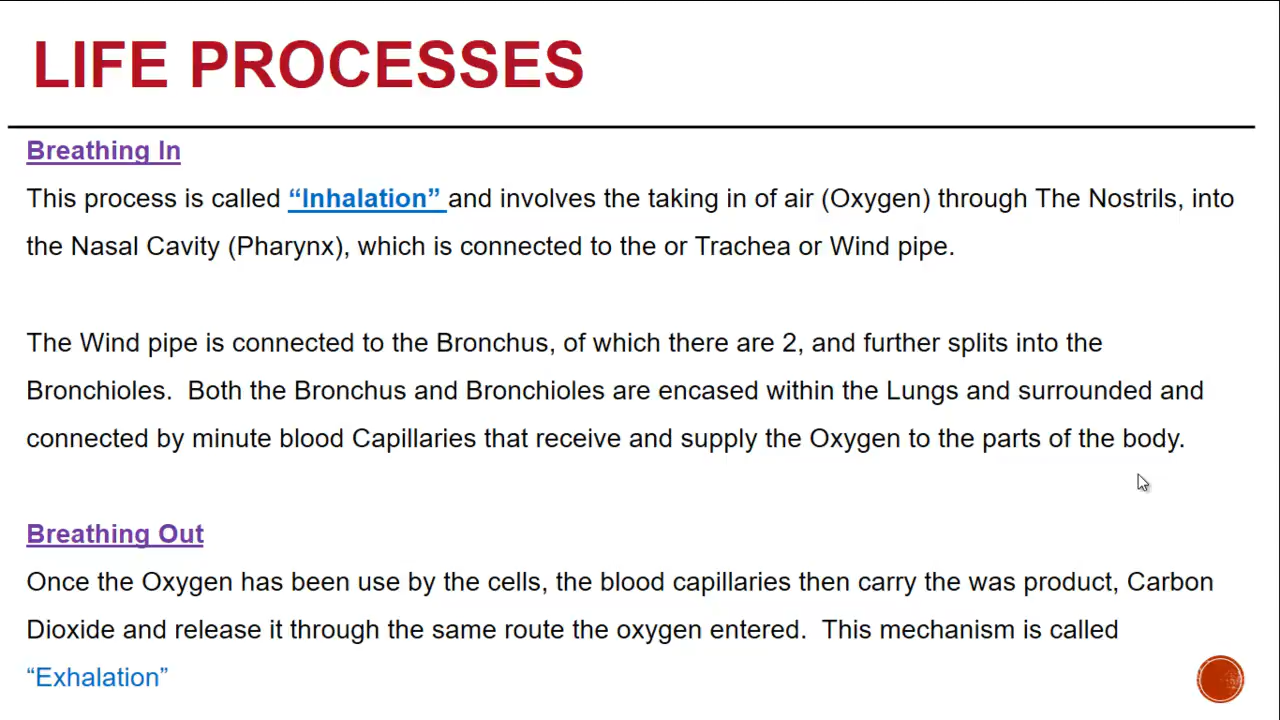 LIFE PROCESSES
Breathing In
This process is called “Inhalation” and involves the taking in of air (Oxygen) through The Nostrils, into
the Nasal Cavity (Pharynx), which is connected to the or Trachea or Wind pipe.
The Wind pipe is connected to the Bronchus, of which there are 2, and further splits into the
Bronchioles.  Both the Bronchus and Bronchioles are encased within the Lungs and surrounded and
connected by minute blood Capillaries that receive and supply the Oxygen to the parts of the body.
Breathing Out
Once the Oxygen has been use by the cells, the blood capillaries then carry the was product, Carbon
Dioxide and release it through the same route the oxygen entered.  This mechanism is called
“Exhalation”